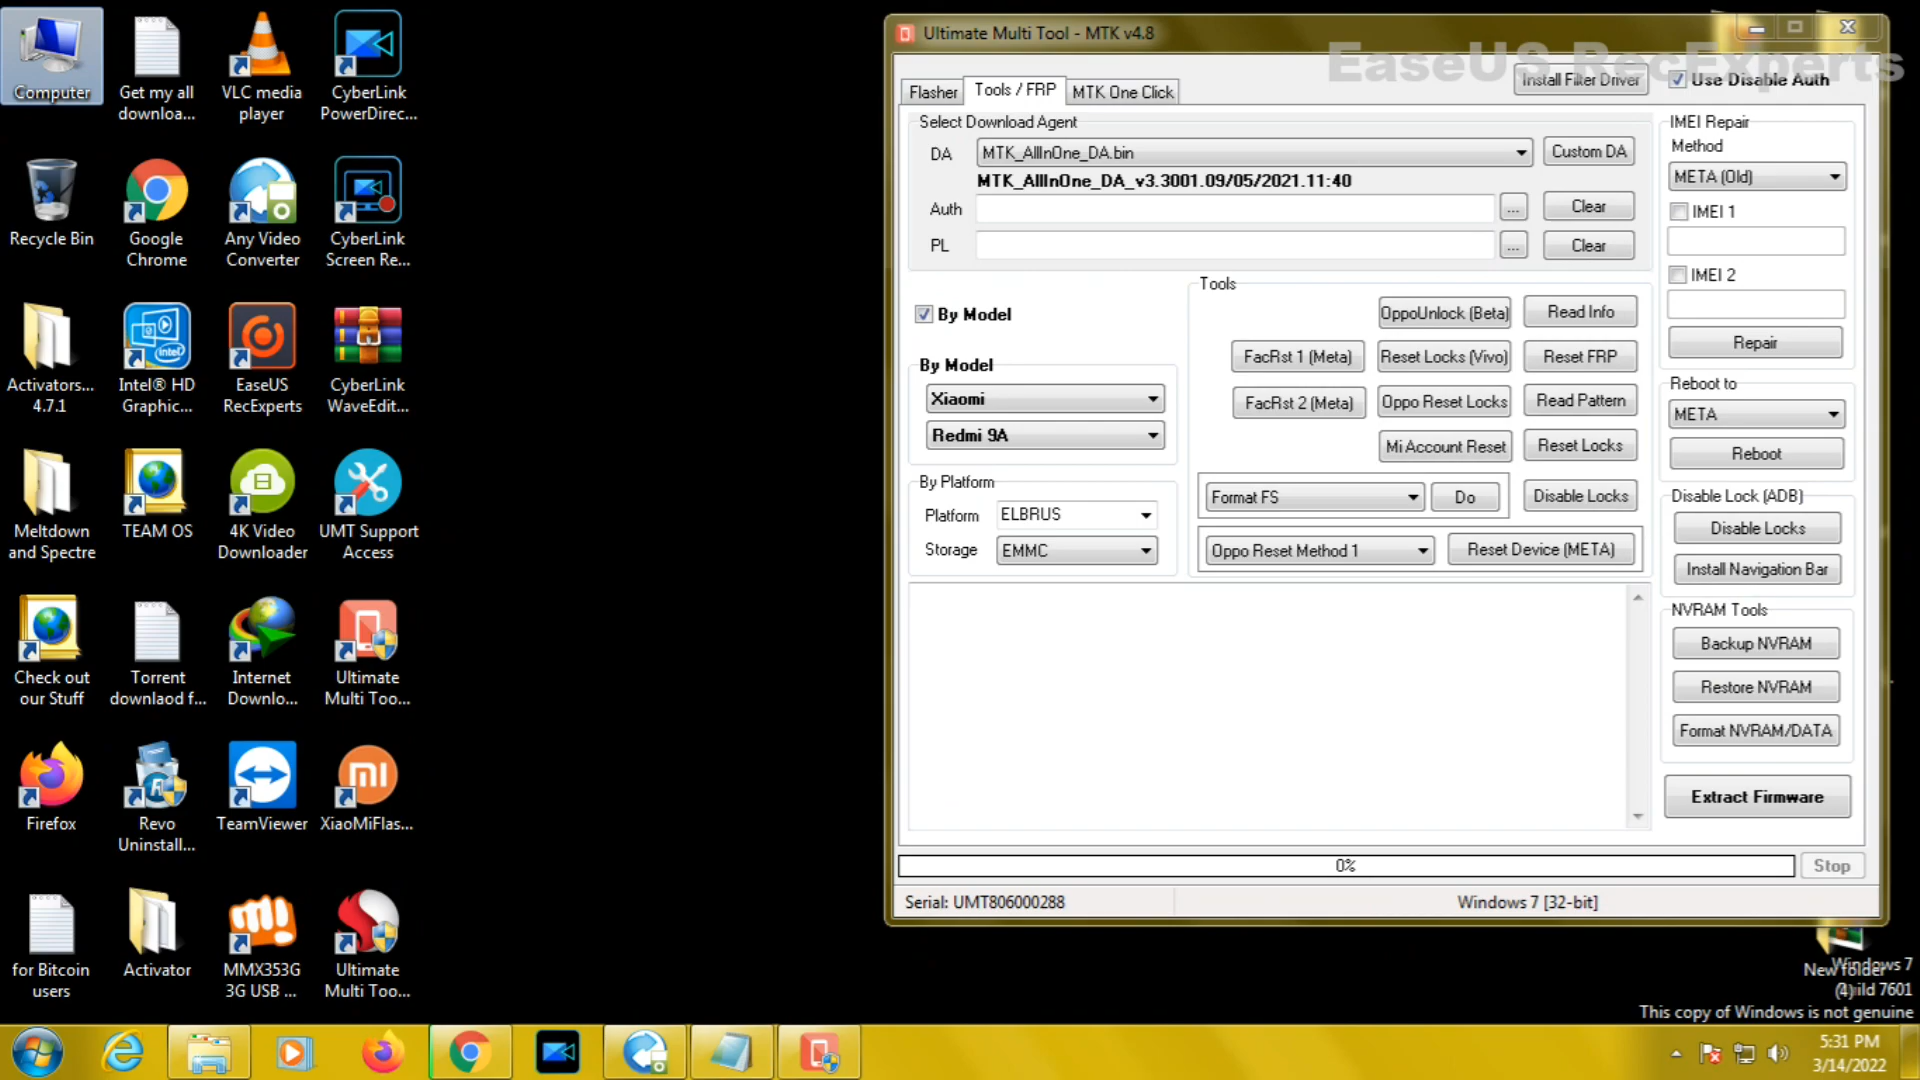 Computer
Get my all
downloa...
VLC media
player
CyberLink
PowerDirec...
Recycle Bin
Google
Chrome
Any Video
Converter
CyberLink
Screen Re...
Activators...
4.7.1
Intel® HD
Graphic...
EaseUS
RecExperts
CyberLink
WaveEdit...
Meltdown
and Spectre
TEAM OS
4K Video
Downloader
UMT Support
Access
Check out
our Stuff
Torrent
downlaod f...
Internet
Downlo...
Ultimate
Multi Too...
Firefox
Revo
Uninstall...
TeamViewer
XiaoMiFlas...
for Bitcoin
users
Activator
MMX353G
3G USB ...
Ultimate
Multi Too...
Ultimate Multi Tool - MTK v4.8
EaseUS RecExperts
Flasher
Tools / FRP
MTK One Click
Install Filter Driver
Use Disable Auth
Select Download Agent
DA
MTK_AllInOne_DA.bin
Custom DA
MTK_AllInOne_DA_v3.3001.09/05/2021.11:40
Auth
...
Clear
PL
...
Clear
By Model
By Model
Xiaomi
Redmi 9A
By Platform
Platform
ELBRUS
Storage
EMMC
Tools
OppoUnlock (Beta)
Read Info
FacRst 1 (Meta)
Reset Locks (Vivo)
Reset FRP
FacRst 2 (Meta)
Oppo Reset Locks
Read Pattern
Mi Account Reset
Reset Locks
Format FS
Do
Disable Locks
Oppo Reset Method 1
Reset Device (META)
IMEI Repair
Method
META (Old)
IMEI 1
IMEI 2
Repair
Reboot to
META
Reboot
Disable Lock (ADB)
Disable Locks
Install Navigation Bar
NVRAM Tools
Backup NVRAM
Restore NVRAM
Format NVRAM/DATA
Extract Firmware
0%
Stop
Serial: UMT806000288
Windows 7 [32-bit]
New folder
(4)
Windows 7
Build 7601
This copy of Windows is not genuine
5:31 PM
3/14/2022